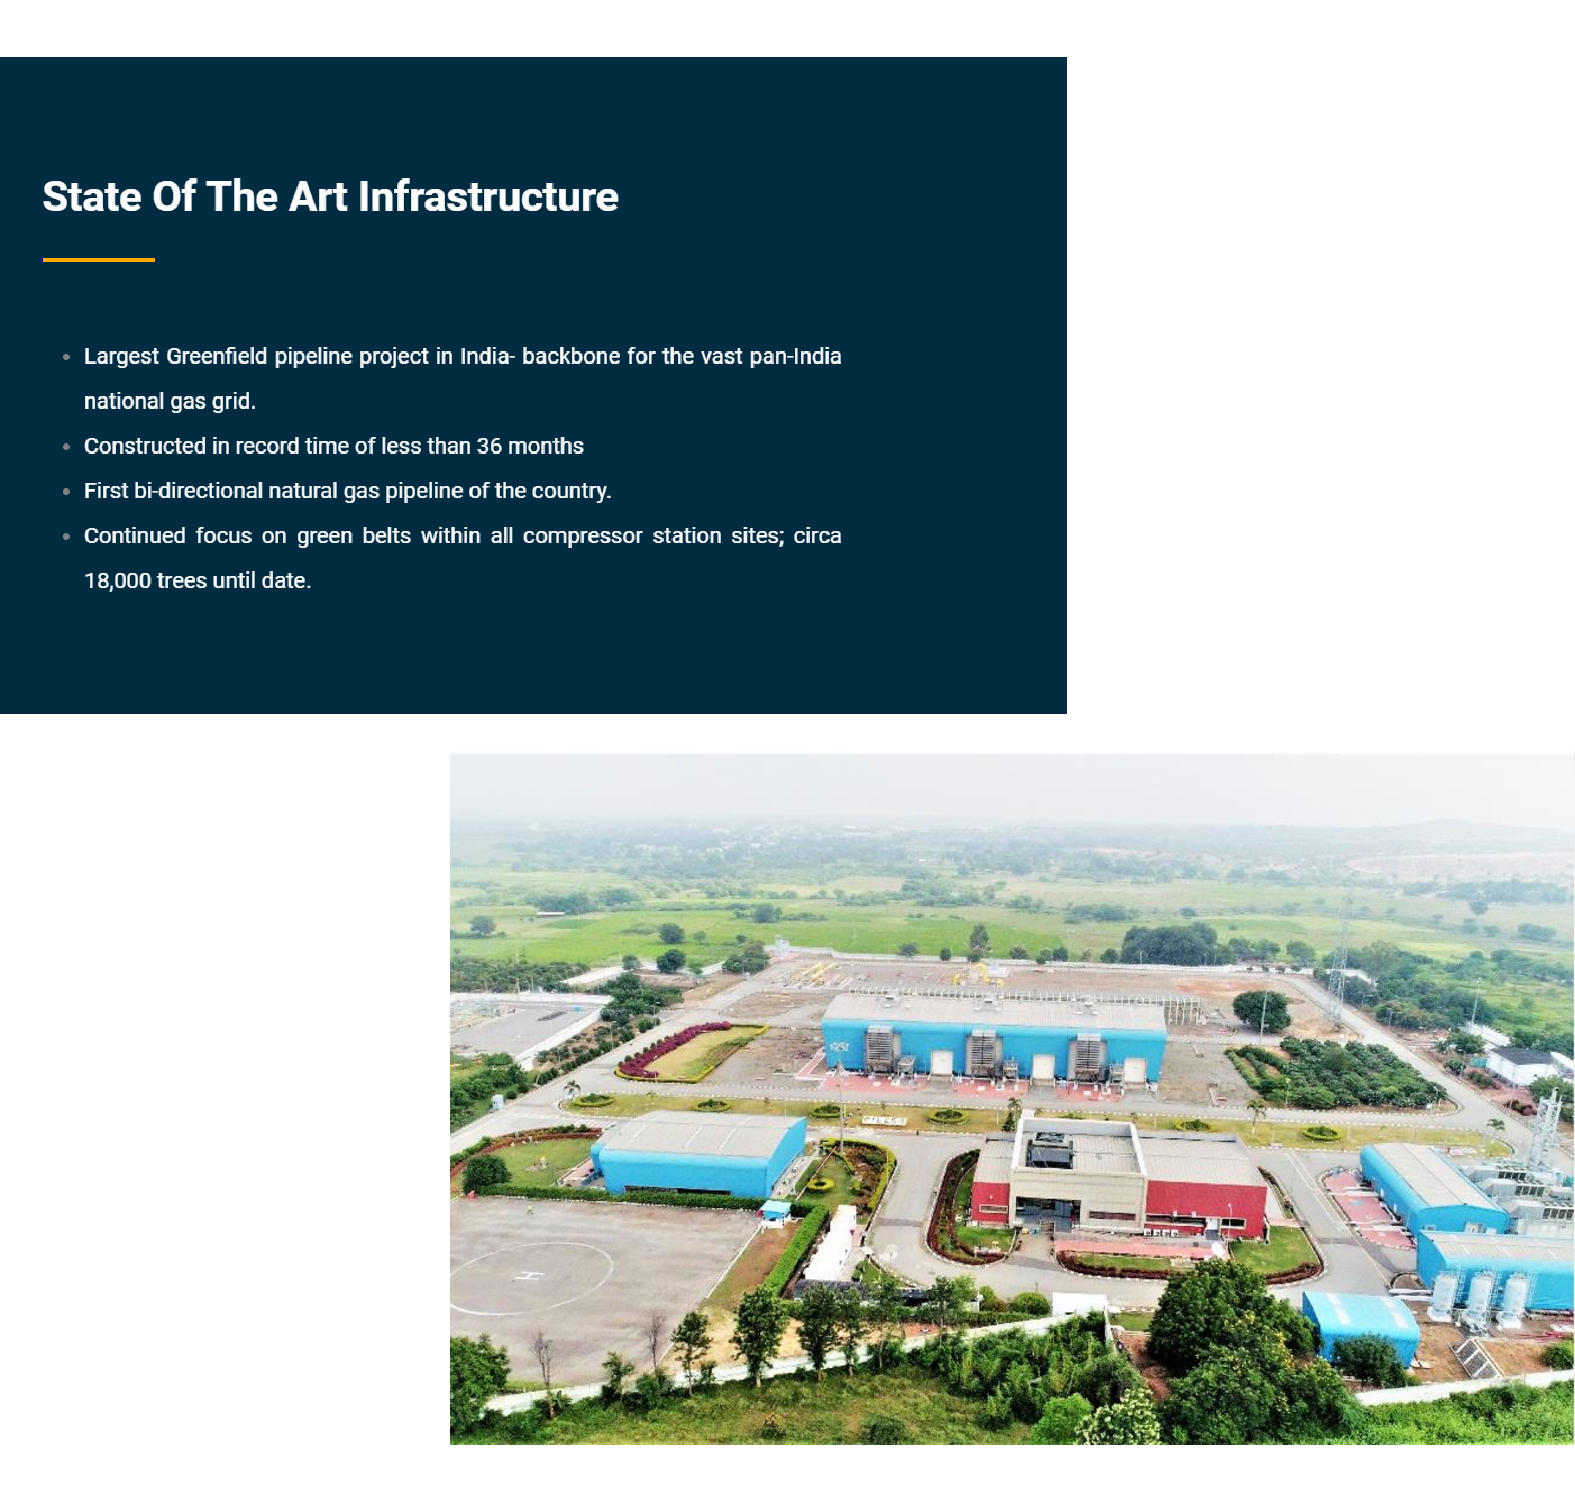 State Of The Art Infrastructure
Largest Greenfield pipeline project in India- backbone for the vast pan-India
national gas grid.
Constructed in record time of less than 36 months
First bi-directional natural gas pipeline of the country.
Continued focus on green belts within all compressor station sites; circa
18,000 trees until date.
H